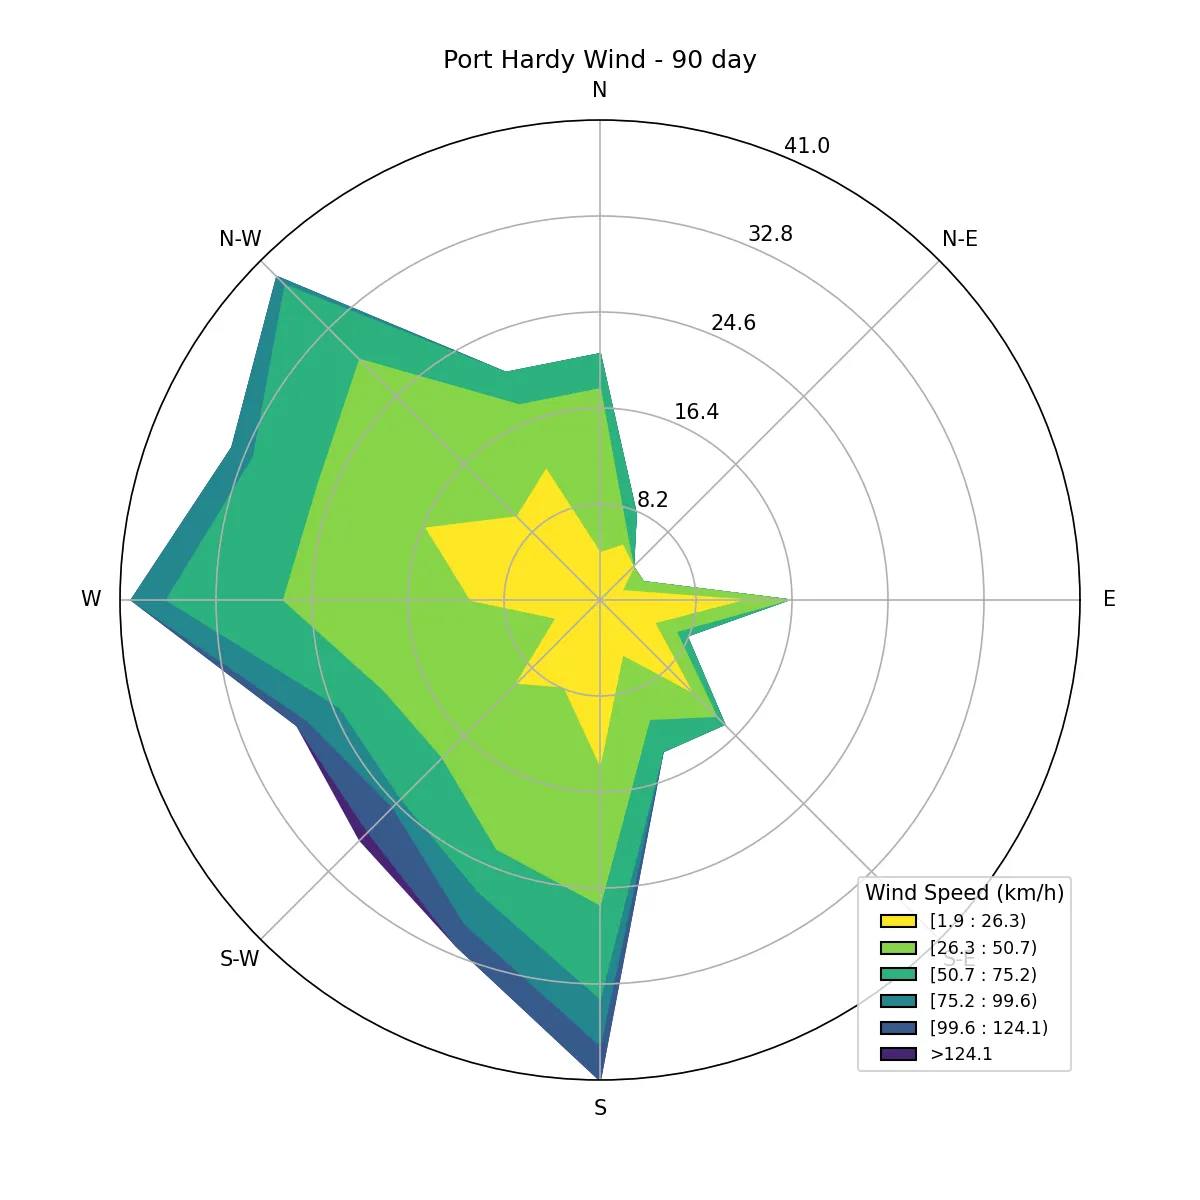 Port Hardy Wind - 90 day
N
41.0
N-W
32.8
N-E
24.6
16.4
8.2
W
E
S-W
S-E
S
Wind Speed (km/h)
[1.9 : 26.3)
[26.3 : 50.7)
[50.7 : 75.2)
[75.2 : 99.6)
[99.6 : 124.1)
>124.1